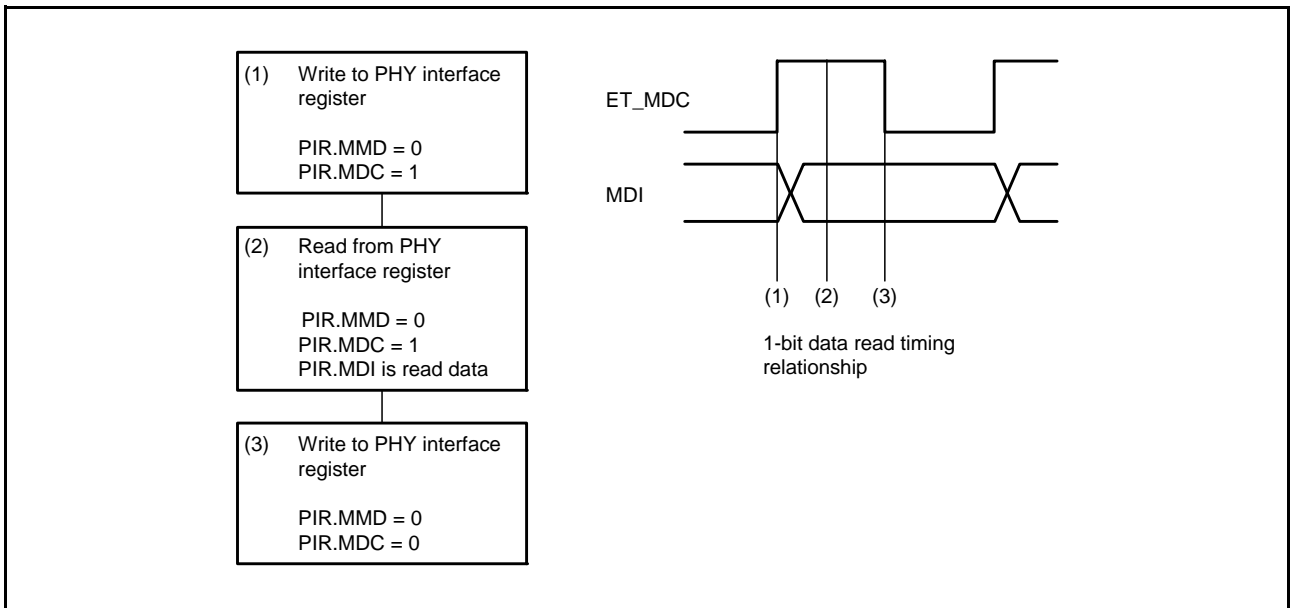 (1) Write to PHY interface
register
PIR.MMD = 0
PIR.MDC = 1
(2) Read from PHY
interface register
PIR.MMD = 0
PIR.MDC = 1
PIR.MDI is read data
(3) Write to PHY interface
register
PIR.MMD = 0
PIR.MDC = 0
ET_MDC
MDI
(1) (2) (3)
1-bit data read timing
relationship